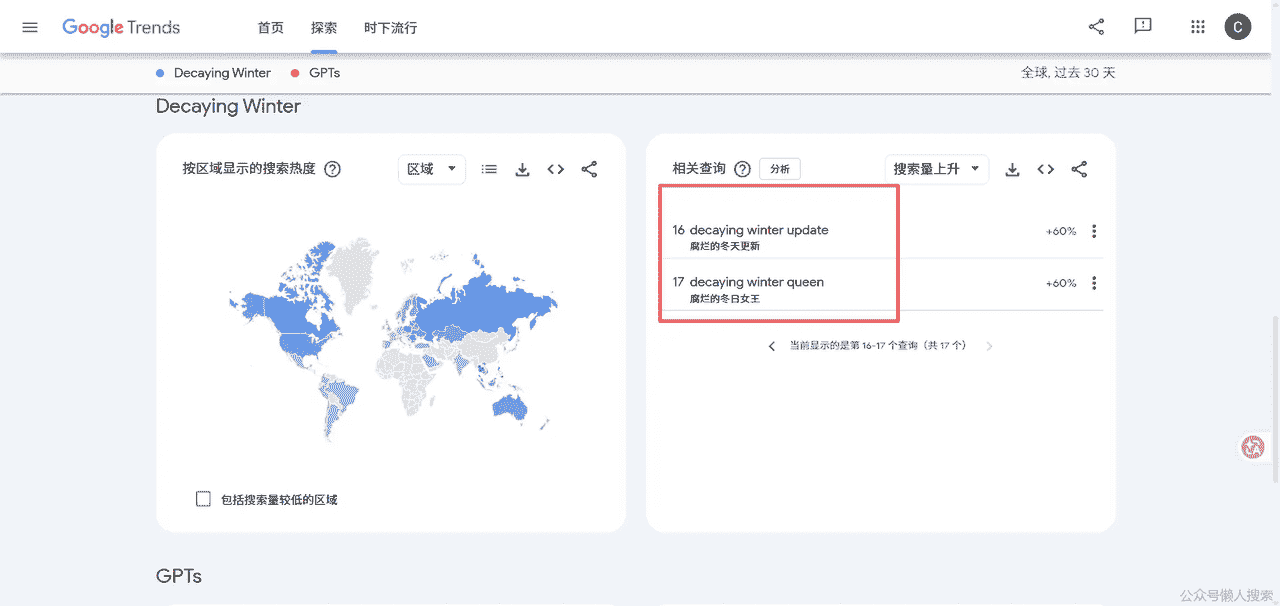 Google Trends 首页 探索 时下流行 C
Decaying Winter GPTs 全球, 过去 30 天
Decaying Winter
按区域显示的搜索热度 区域
相关查询 分析 搜索量上升
16 decaying winter update +60%
腐烂的冬天更新
17 decaying winter queen +60%
腐烂的冬日女王
当前显示的是第 16-17 个查询（共 17 个）
包括搜索量较低的区域
GPTs
公众号懒人搜索